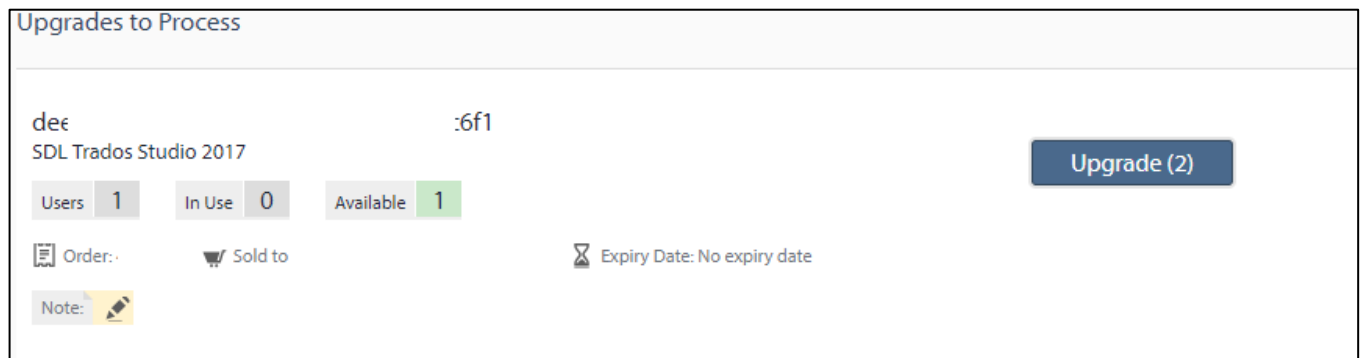 Upgrades to Process
dee :6f1
SDL Trados Studio 2017
Upgrade (2)
Users 1 In Use 0 Available 1
Order: Sold to Expiry Date: No expiry date
Note: